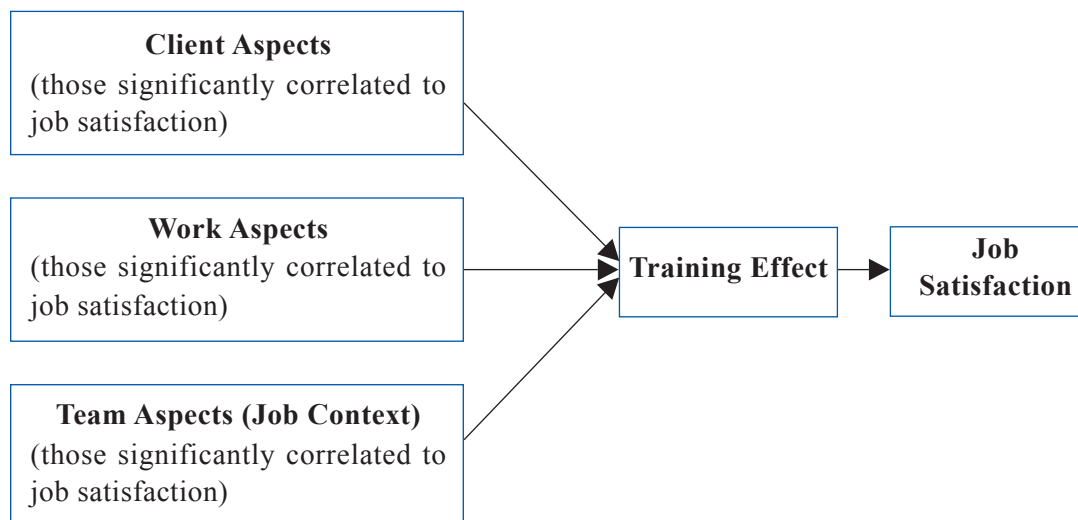 Client Aspects
(those significantly correlated to
job satisfaction)
Work Aspects
(those significantly correlated to
job satisfaction)
Team Aspects (Job Context)
(those significantly correlated to
job satisfaction)
Training Effect
Job
Satisfaction